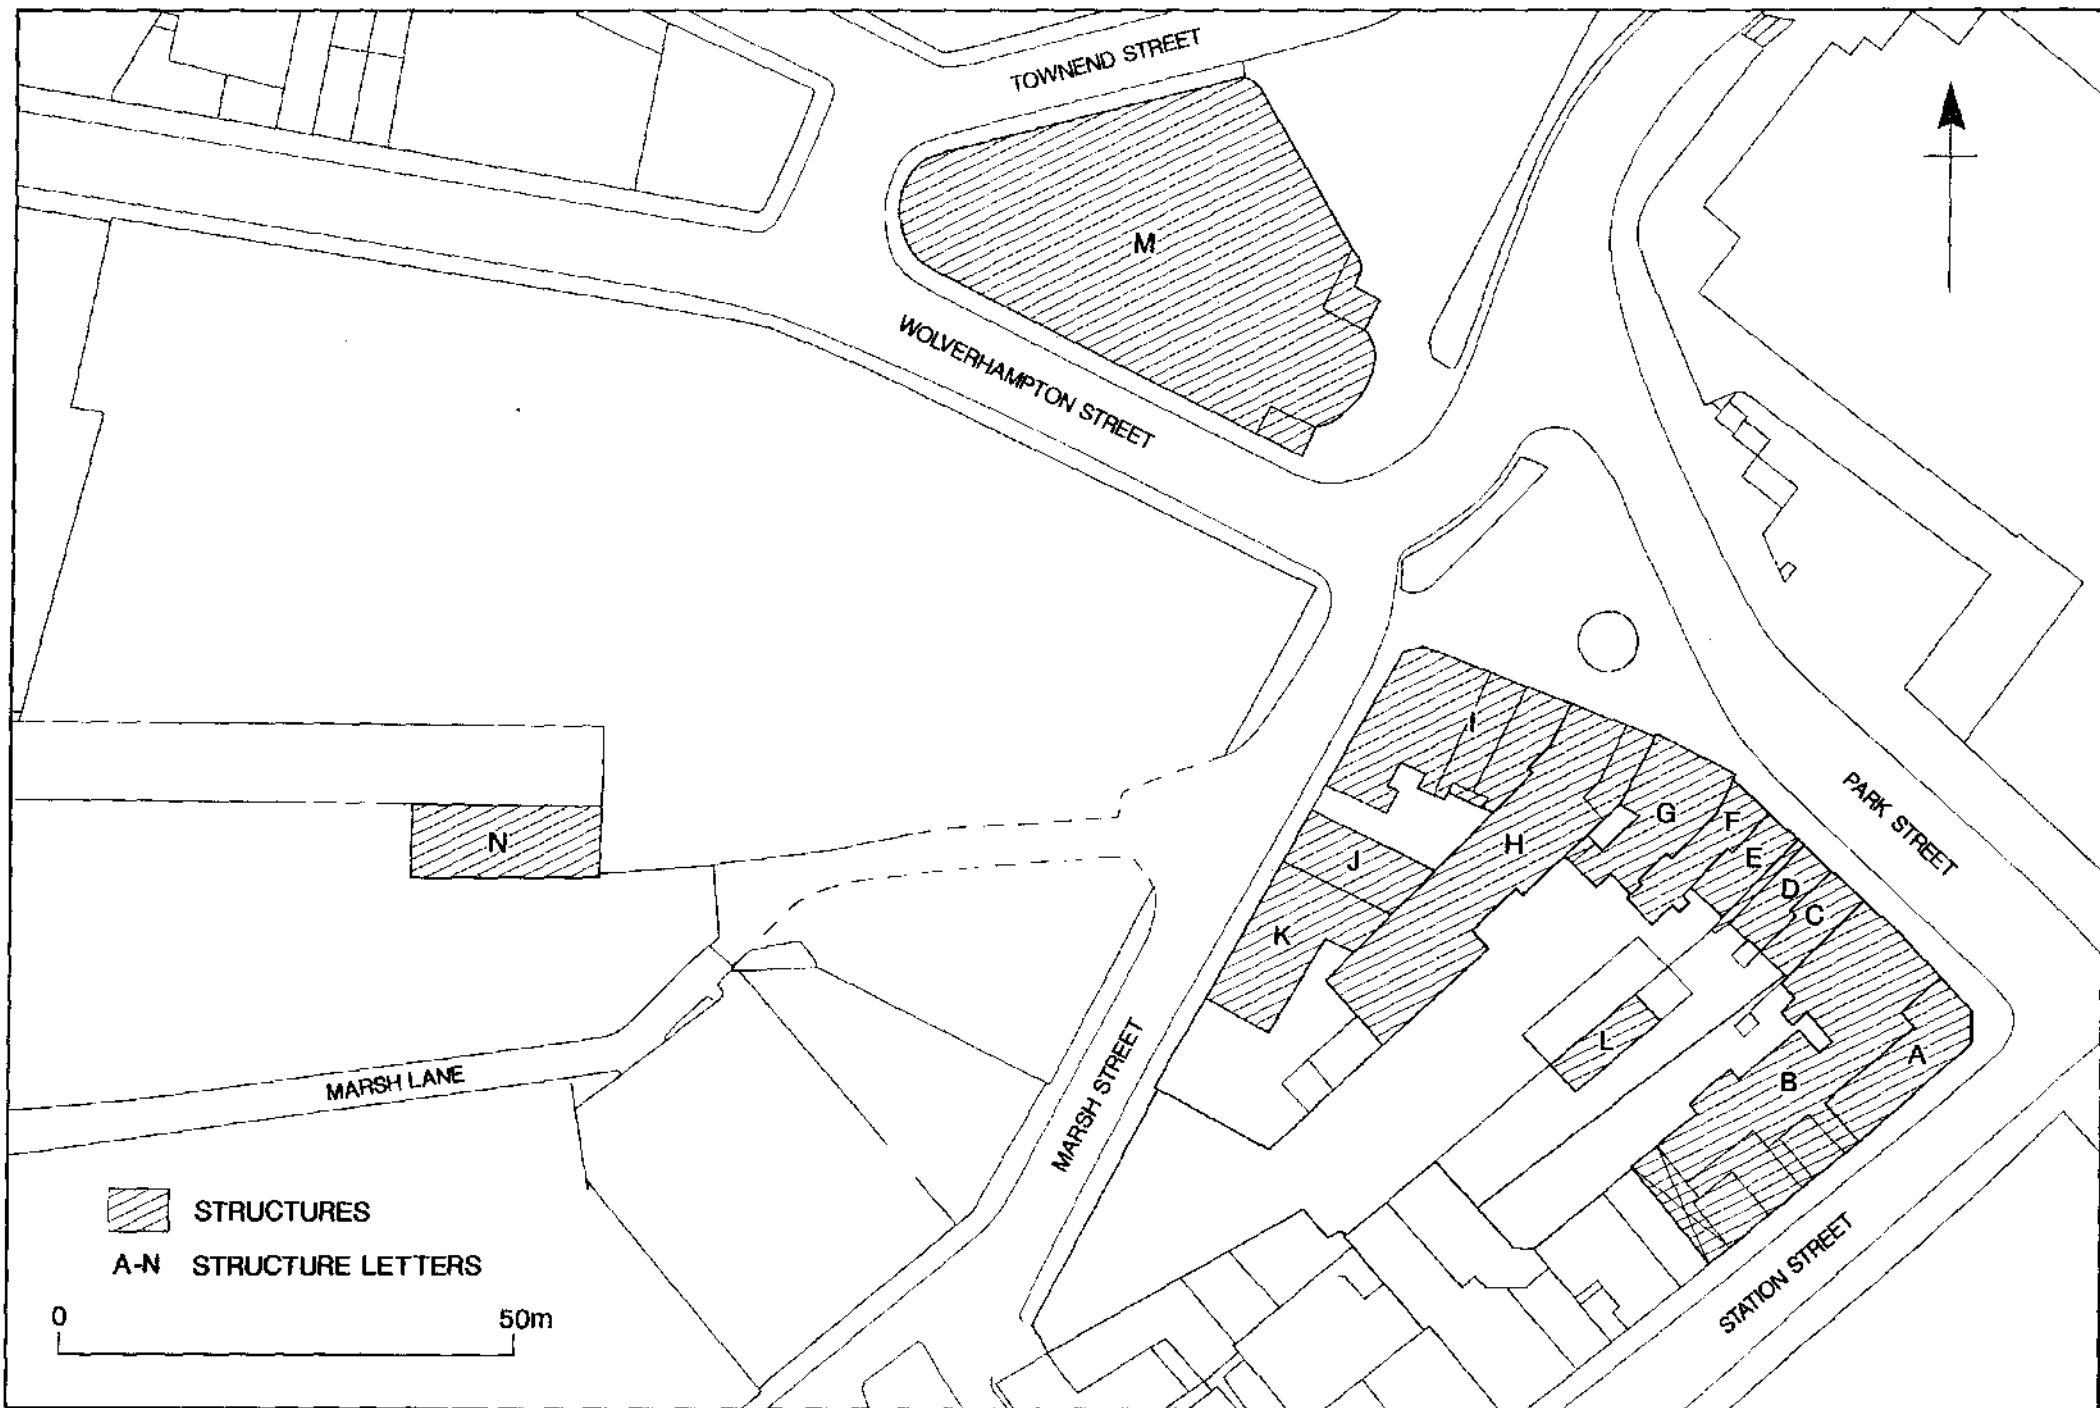 TOWNEND STREET
M
WOLVERHAMPTON STREET
I
PARK STREET
G
F
N
H
E
J
D
C
K
L
A
MARSH LANE
B
MARSH STREET
STRUCTURES
A-N STRUCTURE LETTERS
STATION STREET
0 50m